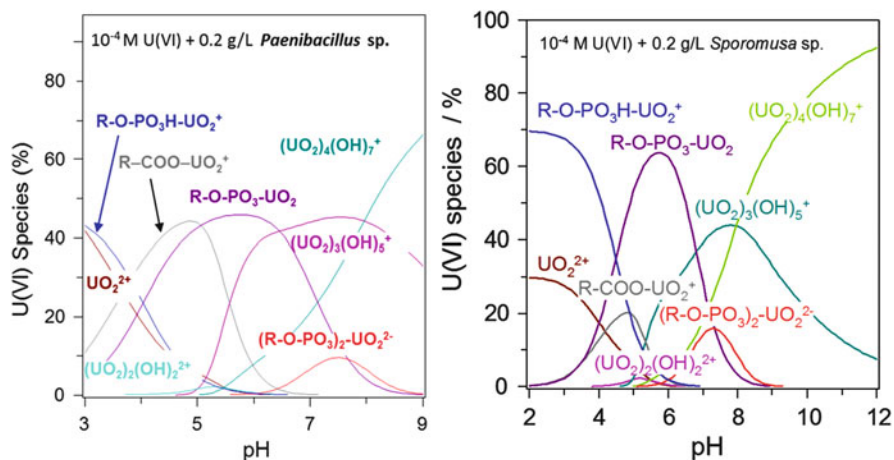 10⁻⁴ M U(VI) + 0.2 g/L Paenibacillus sp.
R-O-PO₃H-UO₂⁺
R–COO–UO₂⁺
(UO₂)₄(OH)₇⁺
R-O-PO₃-UO₂
(UO₂)₃(OH)₅⁺
UO₂²⁺
(R-O-PO₃)₂-UO₂²⁻
(UO₂)₂(OH)₂²⁺
U(VI) Species (%)
80
60
40
20
0
3
5
7
9
pH
10⁻⁴ M U(VI) + 0.2 g/L Sporomusa sp.
R-O-PO₃H-UO₂⁺
(UO₂)₄(OH)₇⁺
R-O-PO₃-UO₂
(UO₂)₃(OH)₅⁺
UO₂²⁺
R-COO-UO₂⁺
(R-O-PO₃)₂-UO₂²⁻
(UO₂)₂(OH)₂²⁺
U(VI) species / %
100
80
60
40
20
0
2
4
6
8
10
12
pH